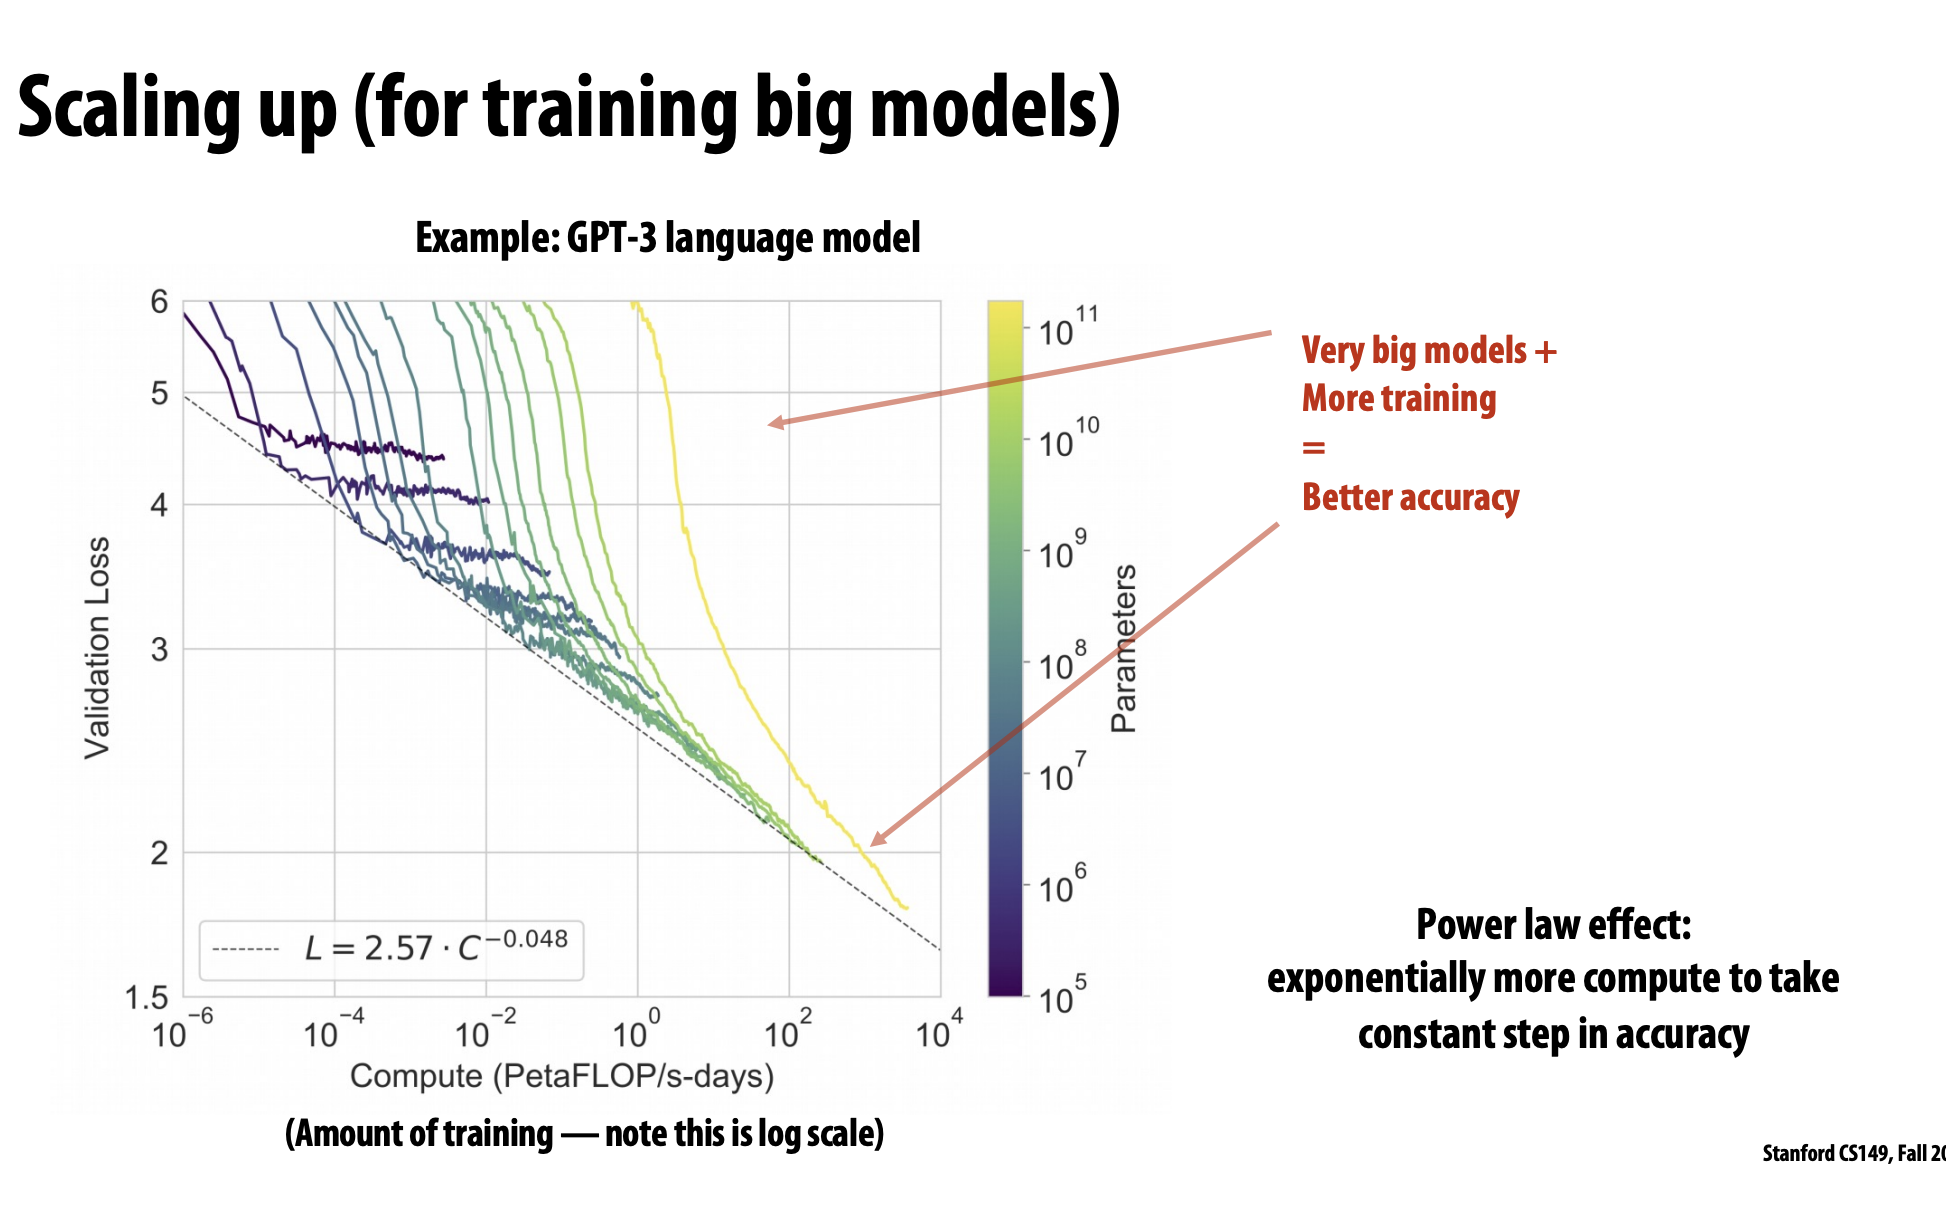 Scaling up (for training big models)
Example: GPT-3 language model
6
5
4
3
2
1.5
Validation Loss
10^−6
10^−4
10^−2
10^0
10^2
10^4
Compute (PetaFLOP/s-days)
L = 2.57 · C^−0.048
10^11
10^10
10^9
10^8
10^7
10^6
10^5
Parameters
(Amount of training — note this is log scale)
Very big models +
More training
=
Better accuracy
Power law effect:
exponentially more compute to take
constant step in accuracy
Stanford CS149, Fall 20